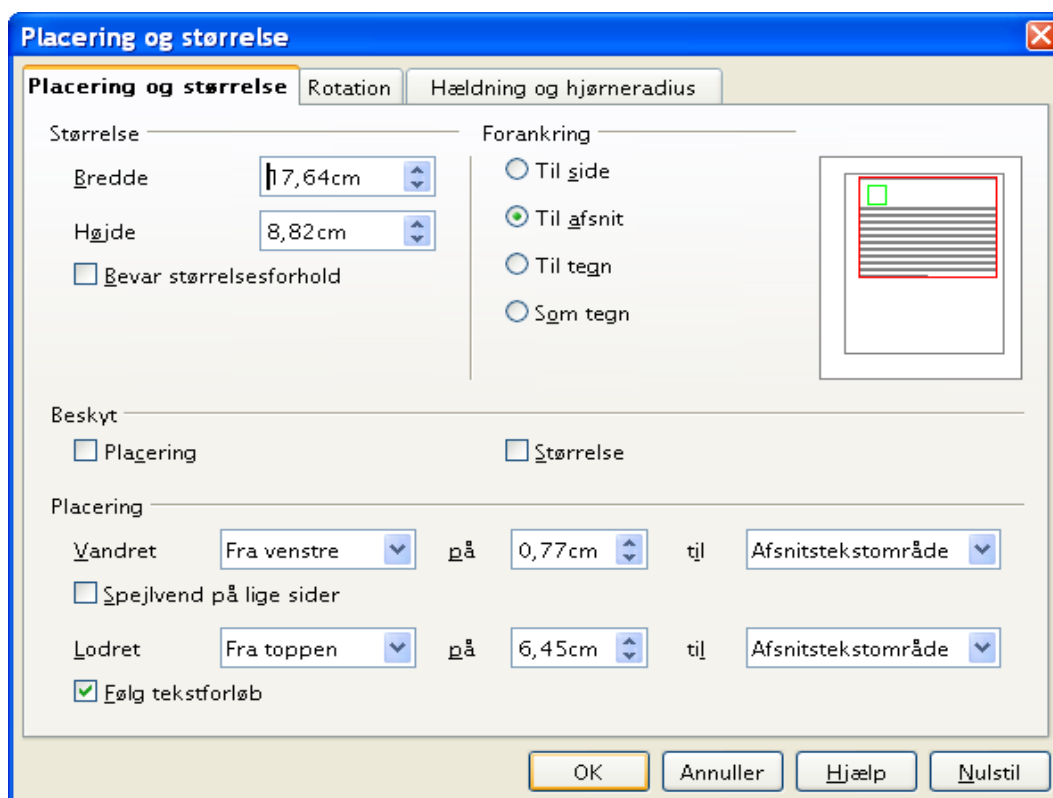 Placering og størrelse
Placering og størrelse Rotation Hældning og hjørneradius
Størrelse Forankring
Bredde 17,64cm Til side
Højde 8,82cm Til afsnit
Bevar størrelsesforhold Til tegn
Som tegn
Beskyt
Placering Størrelse
Placering
Vandret Fra venstre på 0,77cm til Afsnitstekstområde
Spejlvend på lige sider
Lodret Fra toppen på 6,45cm til Afsnitstekstområde
Følg tekstforløb
OK Annuller Hjælp Nulstil